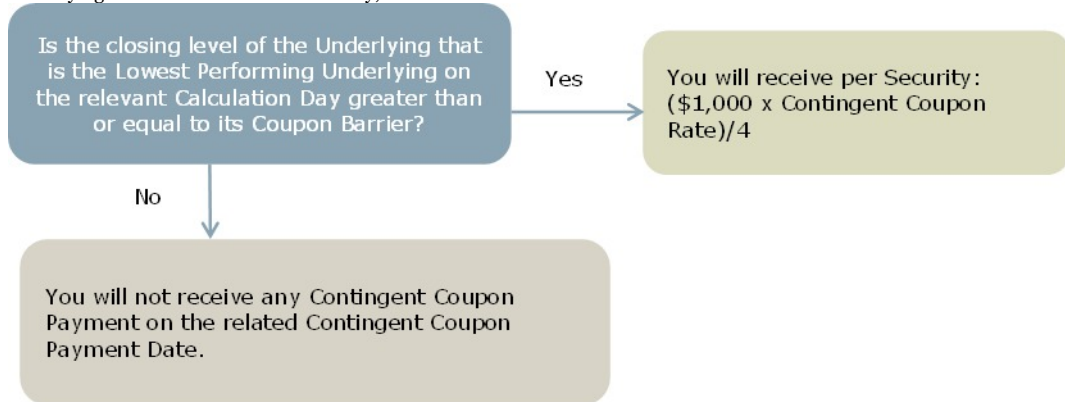 Is the closing level of the Underlying that
is the Lowest Performing Underlying on
the relevant Calculation Day greater than
or equal to its Coupon Barrier?
Yes
You will receive per Security:
($1,000 x Contingent Coupon
Rate)/4
No
You will not receive any Contingent Coupon
Payment on the related Contingent Coupon
Payment Date.